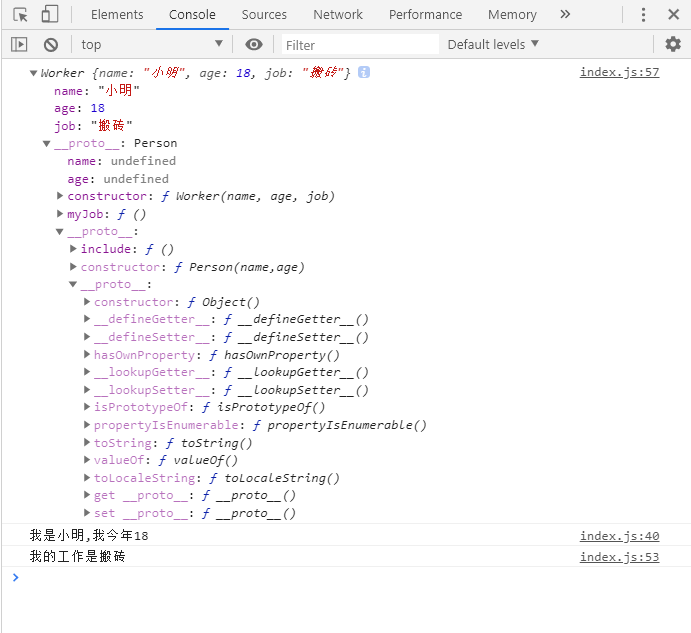 Elements Console Sources Network Performance Memory »
top Filter Default levels
Worker {name: "小明", age: 18, job: "搬砖"} i index.js:57
name: "小明"
age: 18
job: "搬砖"
__proto__: Person
name: undefined
age: undefined
constructor: ƒ Worker(name, age, job)
myJob: ƒ ()
__proto__:
include: ƒ ()
constructor: ƒ Person(name,age)
__proto__:
constructor: ƒ Object()
__defineGetter__: ƒ __defineGetter__()
__defineSetter__: ƒ __defineSetter__()
hasOwnProperty: ƒ hasOwnProperty()
__lookupGetter__: ƒ __lookupGetter__()
__lookupSetter__: ƒ __lookupSetter__()
isPrototypeOf: ƒ isPrototypeOf()
propertyIsEnumerable: ƒ propertyIsEnumerable()
toString: ƒ toString()
valueOf: ƒ valueOf()
toLocaleString: ƒ toLocaleString()
get __proto__: ƒ __proto__()
set __proto__: ƒ __proto__()
我是小明,我今年18 index.js:40
我的工作是搬砖 index.js:53